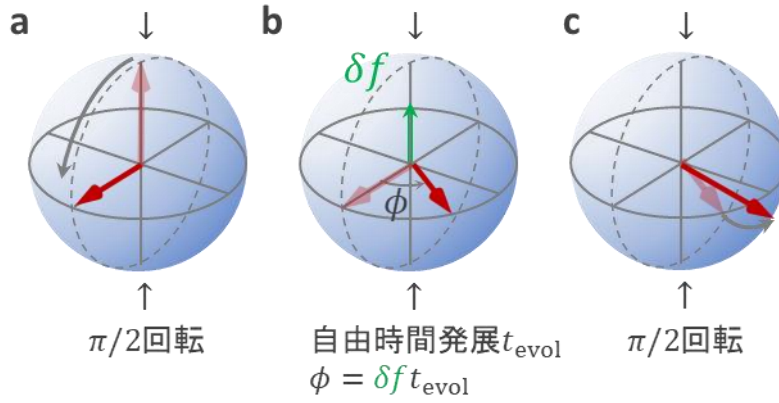 a
b
c
↓
↓
↓
δf
ϕ
↑
↑
↑
π/2回転
自由時間発展t_evol
ϕ = δf t_evol
π/2回転